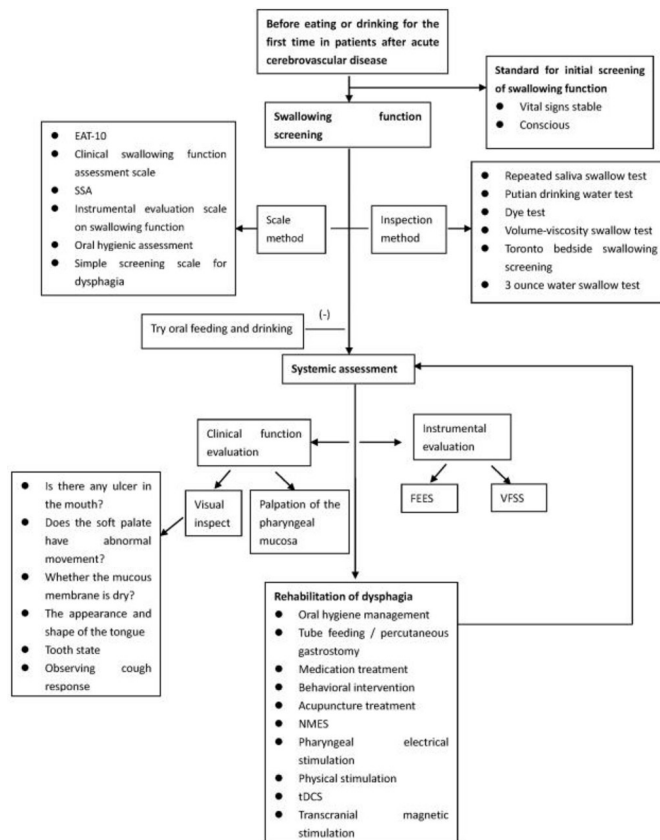 Before eating or drinking for the
first time in patients after acute
cerebrovascular disease
Standard for initial screening
of swallowing function
● Vital signs stable
● Conscious
Swallowing function
screening
● EAT-10
● Clinical swallowing function
assessment scale
● SSA
● Instrumental evaluation scale
on swallowing function
● Oral hygienic assessment
● Simple screening scale for
dysphagia
Scale
method
Inspection
method
● Repeated saliva swallow test
● Putian drinking water test
● Dye test
● Volume-viscosity swallow test
● Toronto bedside swallowing
screening
● 3 ounce water swallow test
(-)
Try oral feeding and drinking
Systemic assessment
Clinical function
evaluation
Instrumental
evaluation
Visual
inspect
Palpation of the
pharyngeal
mucosa
FEES
VFSS
● Is there any ulcer in
the mouth?
● Does the soft palate
have abnormal
movement?
● Whether the mucous
membrane is dry?
● The appearance and
shape of the tongue
● Tooth state
● Observing cough
response
Rehabilitation of dysphagia
● Oral hygiene management
● Tube feeding / percutaneous
gastrostomy
● Medication treatment
● Behavioral intervention
● Acupuncture treatment
● NMES
● Pharyngeal electrical
stimulation
● Physical stimulation
● tDCS
● Transcranial magnetic
stimulation